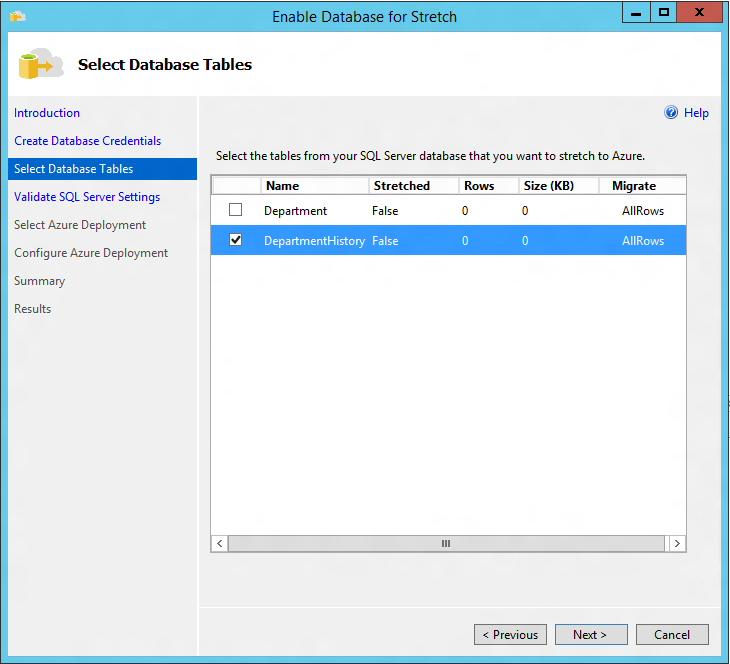 Enable Database for Stretch
Select Database Tables
Introduction
Create Database Credentials
Select Database Tables
Validate SQL Server Settings
Select Azure Deployment
Configure Azure Deployment
Summary
Results
Help
Select the tables from your SQL Server database that you want to stretch to Azure.
Name Stretched Rows Size (KB) Migrate
Department False 0 0 AllRows
DepartmentHistory False 0 0 AllRows
< Previous Next > Cancel